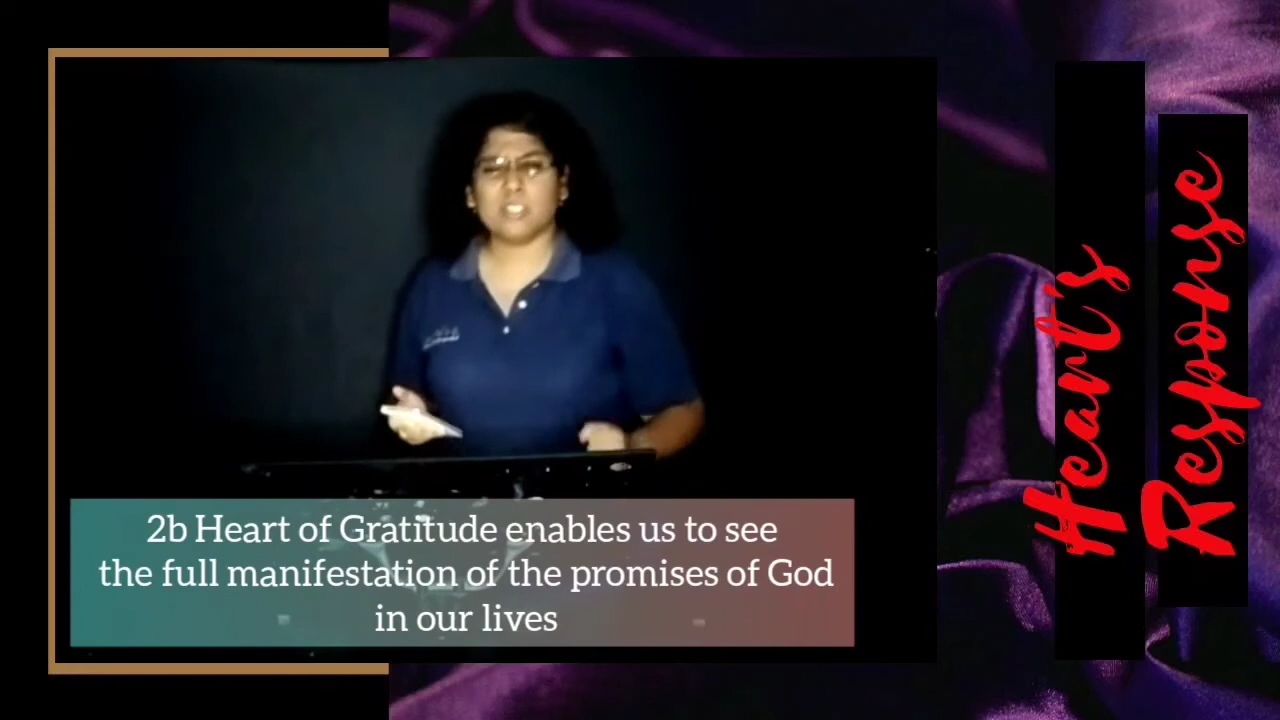 2b Heart of Gratitude enables us to see
the full manifestation of the promises of God
in our lives
Heart's
Response